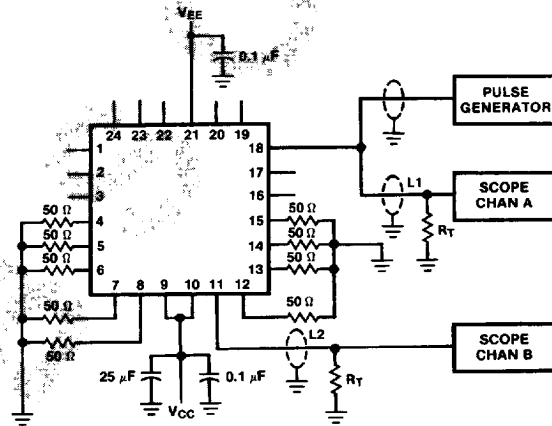 VEE
0.1 µF
24 23 22 21 20 19
PULSE
GENERATOR
1
18
2
17
3
16
L1
SCOPE
CHAN A
RT
50 Ω
4
15
50 Ω
50 Ω
5
14
50 Ω
50 Ω
6
13
50 Ω
7 8 9 10 11 12
50 Ω
50 Ω
50 Ω
L2
SCOPE
CHAN B
RT
25 µF
0.1 µF
VCC